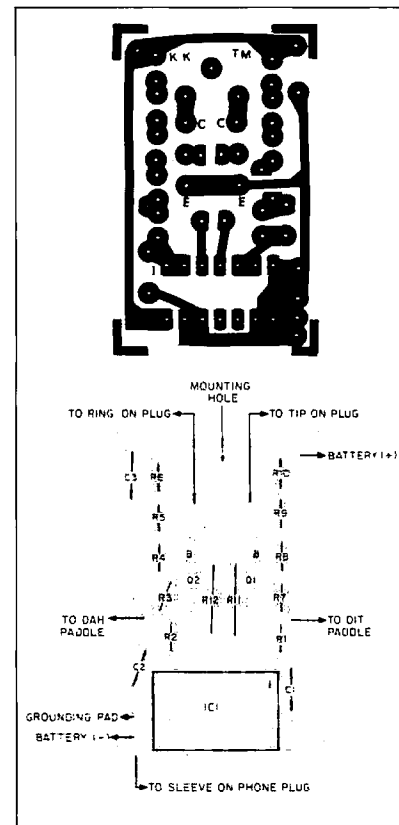 KK TM
C C
E E
1
MOUNTING
HOLE
TO RING ON PLUG
TO TIP ON PLUG
BATTERY (+)
C3
R6
R10
R5
R9
R4
B
B
R8
Q2
Q1
R3
R12
R11
R7
TO DAH
PADDLE
TO DIT
PADDLE
R2
R1
C2
C1
IC1
GROUNDING PAD
BATTERY (-)
TO SLEEVE ON PHONE PLUG